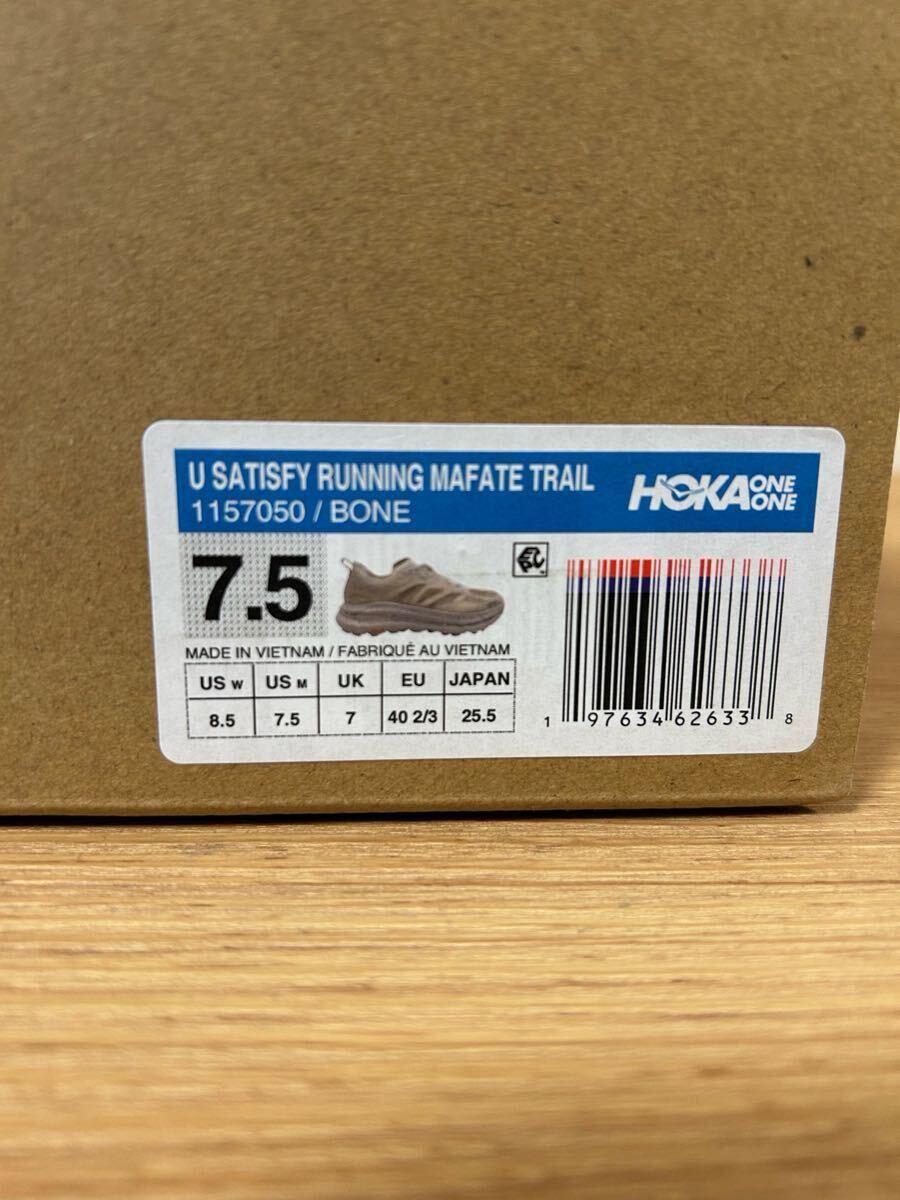 U SATISFY RUNNING MAFATE TRAIL
1157050 / BONE
HOKA ONE ONE
7.5
MADE IN VIETNAM / FABRIQUÉ AU VIETNAM
US W US M UK EU JAPAN
8.5 7.5 7 40 2/3 25.5
1 97634 62633 8